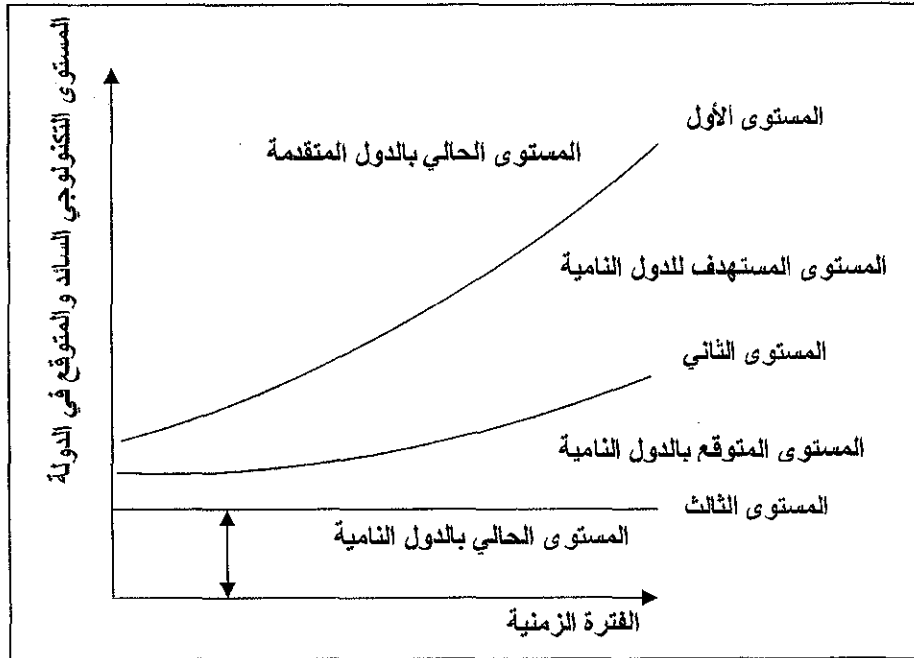 المستوى التكنولوجي السائد والمتوقع في الدولة
المستوى الأول
المستوى الحالي بالدول المتقدمة
المستوى المستهدف للدول النامية
المستوى الثاني
المستوى المتوقع بالدول النامية
المستوى الثالث
المستوى الحالي بالدول النامية
الفترة الزمنية